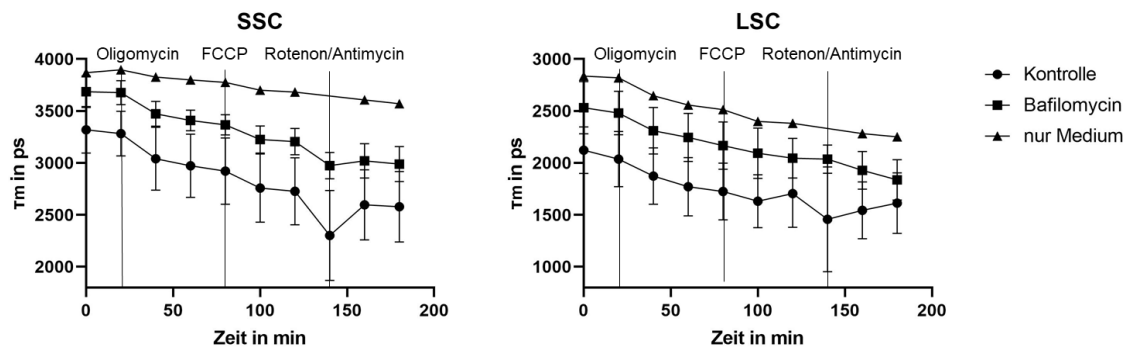 SSC
Oligomycin FCCP Rotenon/Antimycin
4000
3500
3000
2500
2000
τm in ps
0 50 100 150 200
Zeit in min
LSC
Oligomycin FCCP Rotenon/Antimycin
3000
2500
2000
1500
1000
τm in ps
0 50 100 150 200
Zeit in min
Kontrolle
Bafilomycin
nur Medium